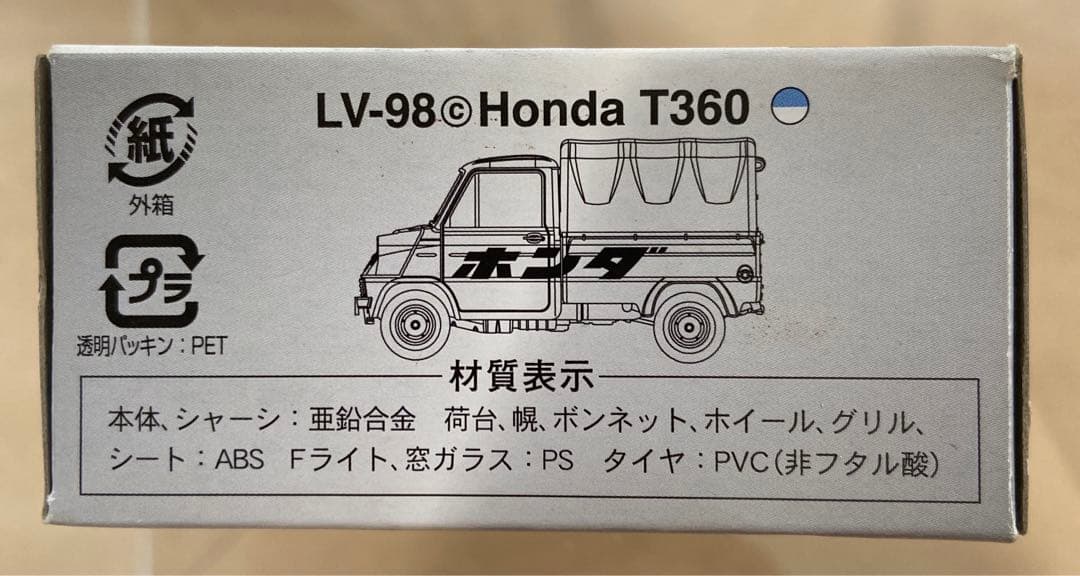 LV-98ⒸHonda T360
紙
外箱
プラ
透明パッキン：PET
ホンダ
材質表示
本体、シャーシ：亜鉛合金　荷台、幌、ボンネット、ホイール、グリル、
シート：ABS　Fライト、窓ガラス：PS　タイヤ：PVC（非フタル酸）